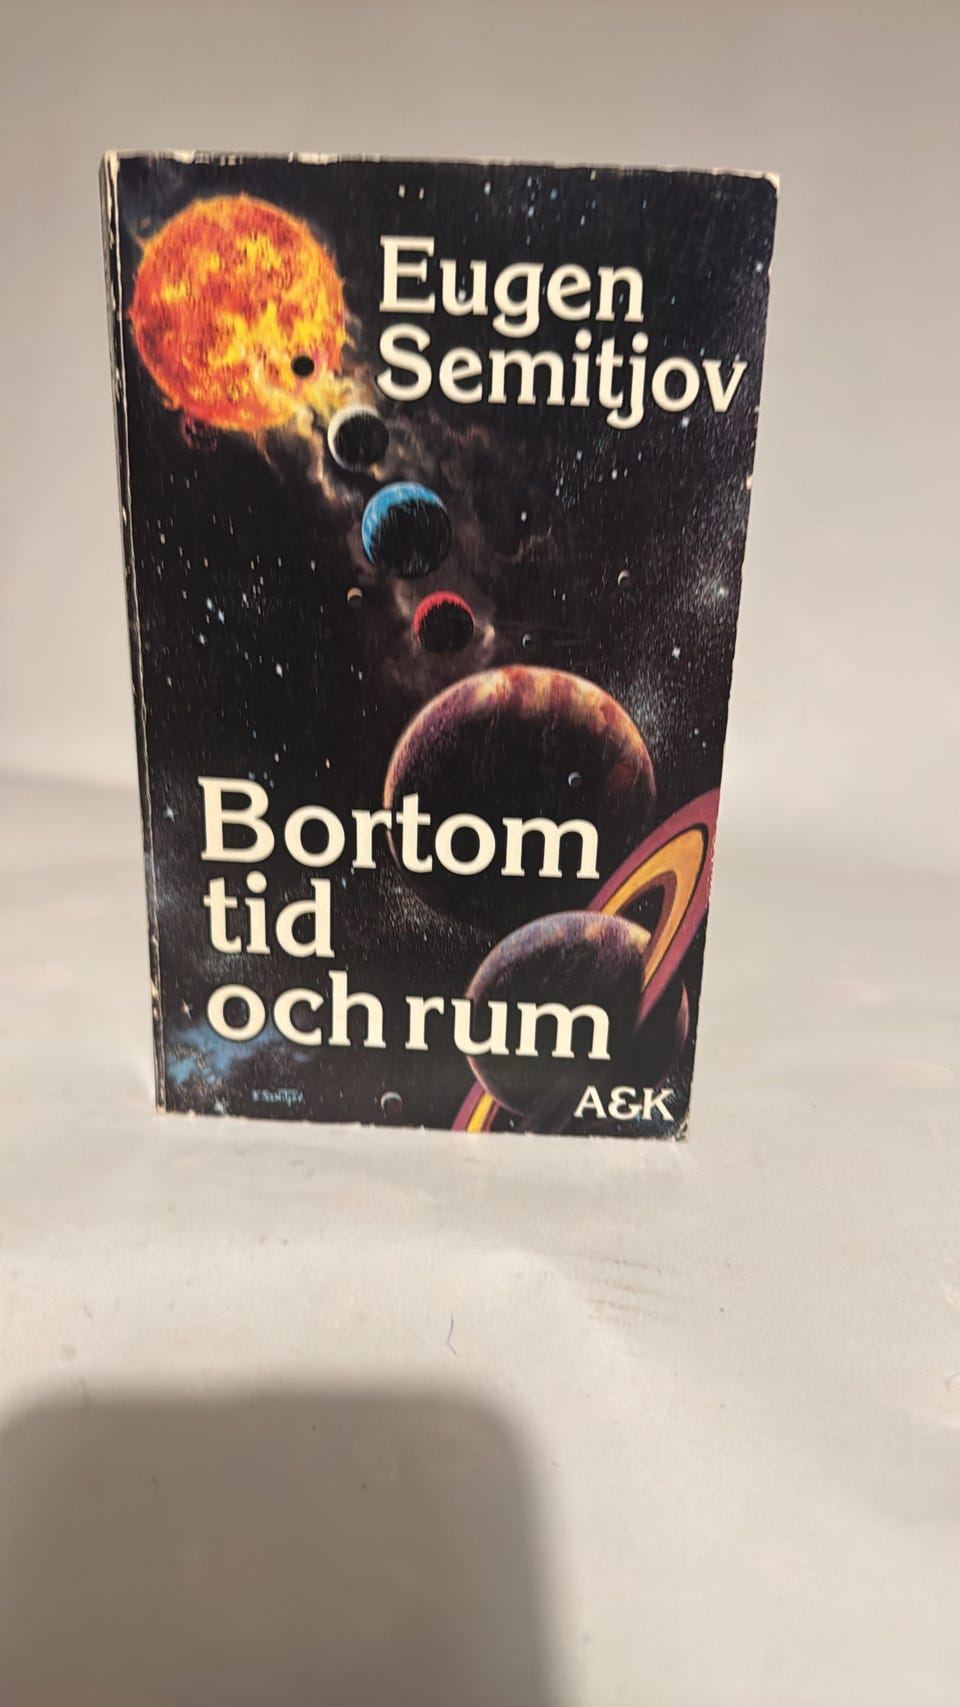 Eugen
Semitjov
Bortom
tid
och rum
A&K